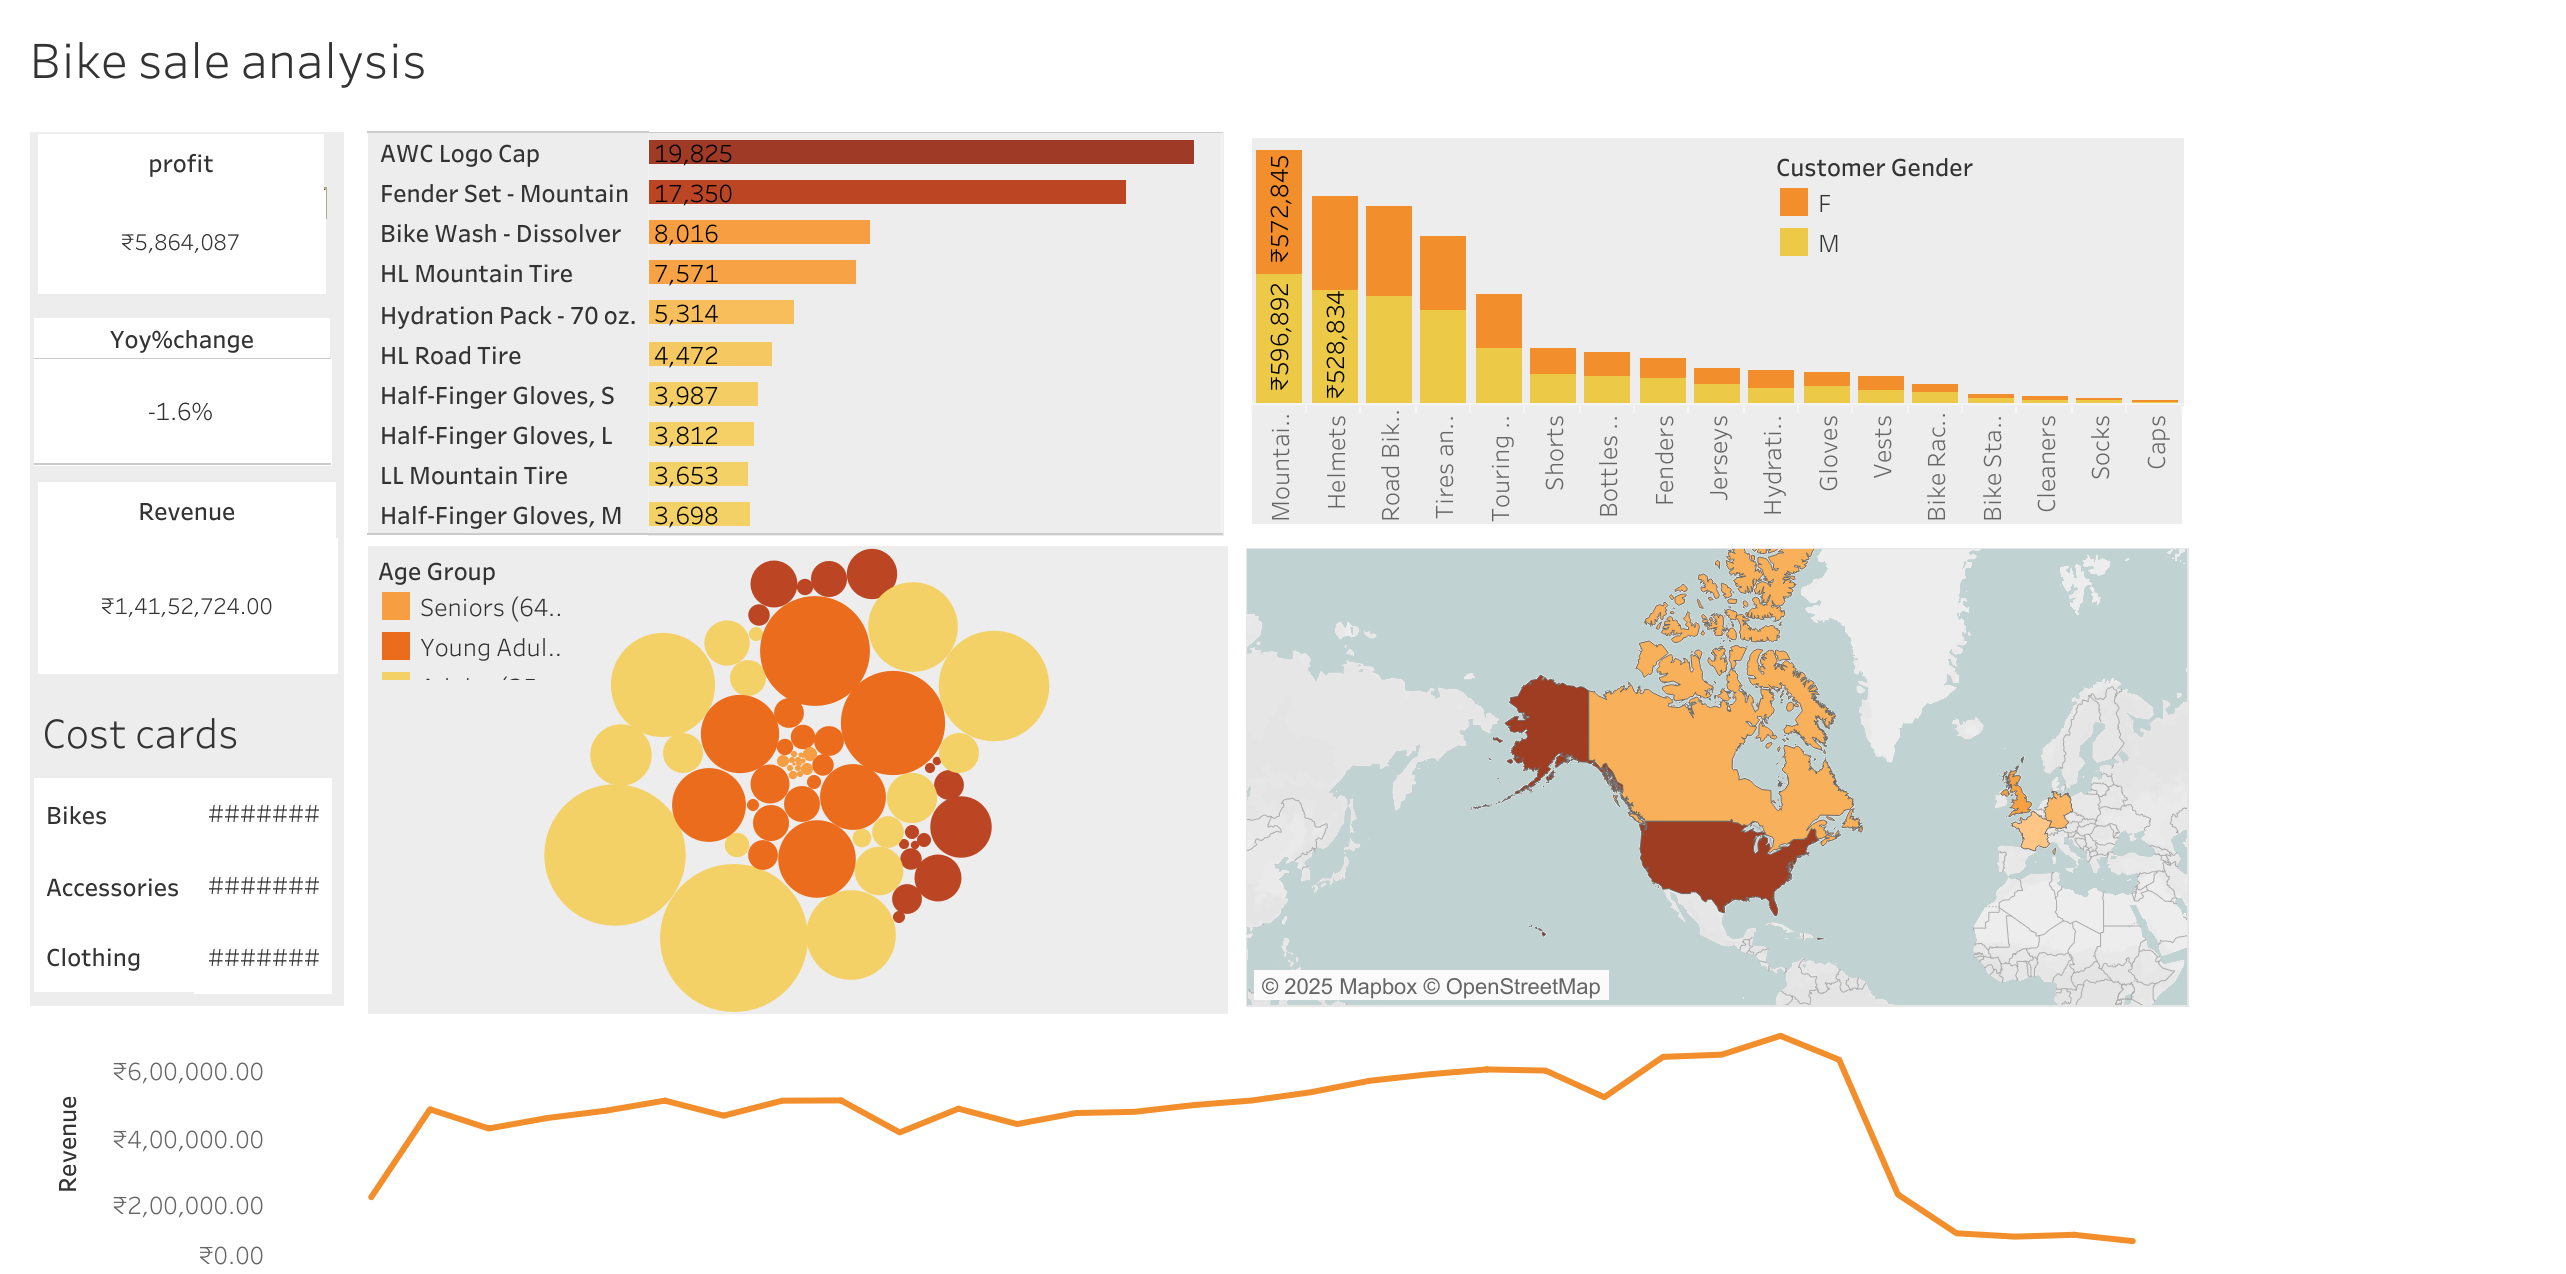 Bike sale analysis
profit
₹5,864,087
Yoy%change
-1.6%
Revenue
₹1,41,52,724.00
Cost cards
Bikes #######
Accessories #######
Clothing #######
AWC Logo Cap 19,825
Fender Set - Mountain 17,350
Bike Wash - Dissolver 8,016
HL Mountain Tire 7,571
Hydration Pack - 70 oz. 5,314
HL Road Tire 4,472
Half-Finger Gloves, S 3,987
Half-Finger Gloves, L 3,812
LL Mountain Tire 3,653
Half-Finger Gloves, M 3,698
Customer Gender
F
M
₹572,845
₹596,892
₹528,834
Mountai..
Helmets
Road Bik..
Tires an..
Touring ..
Shorts
Bottles ..
Fenders
Jerseys
Hydrati..
Gloves
Vests
Bike Rac..
Bike Sta..
Cleaners
Socks
Caps
Age Group
Seniors (64..
Young Adul..
© 2025 Mapbox © OpenStreetMap
Revenue
₹6,00,000.00
₹4,00,000.00
₹2,00,000.00
₹0.00